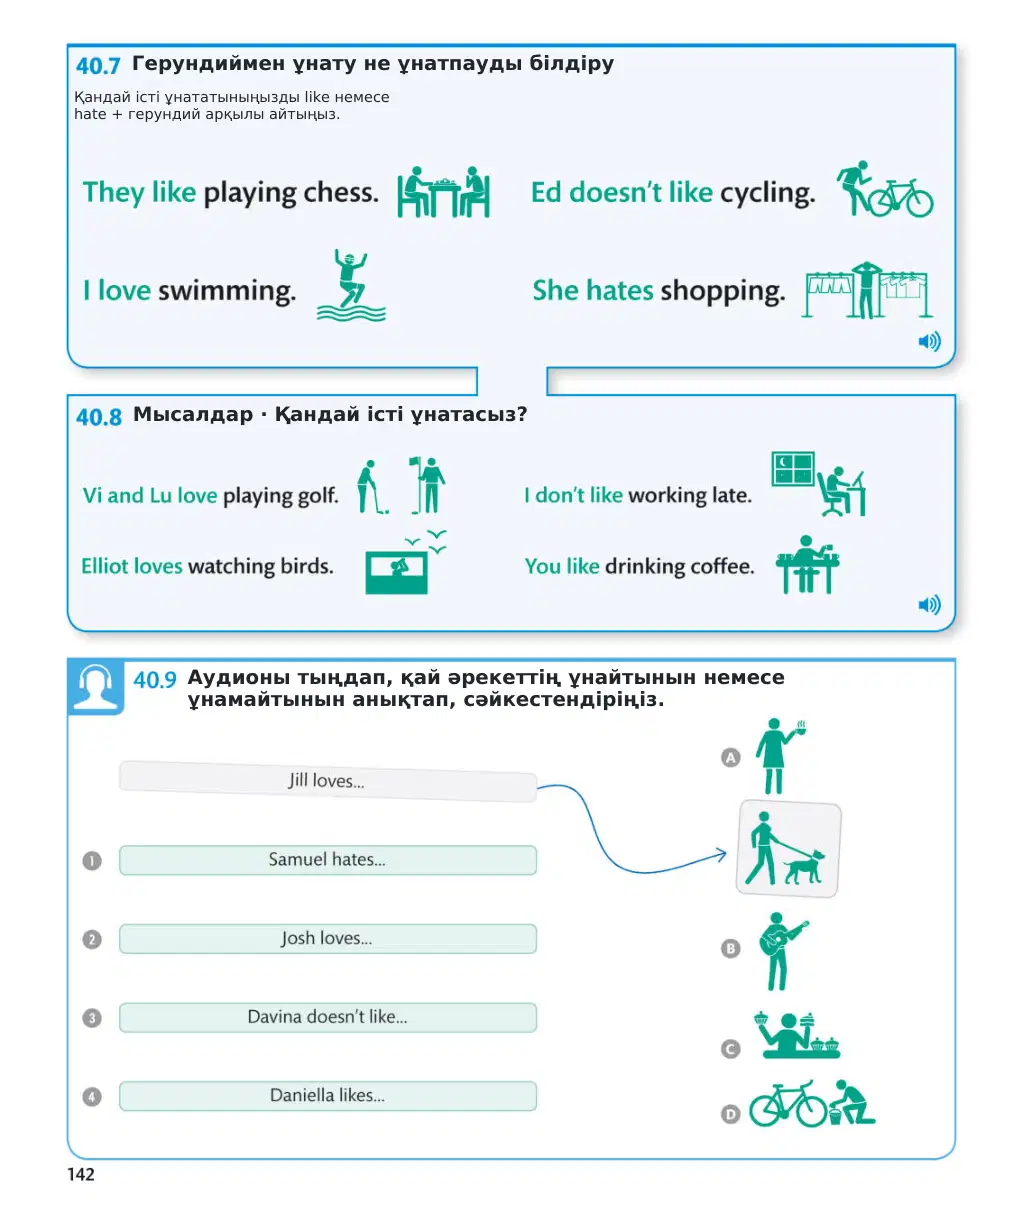 40.7 Герундиймен ұнату не ұнатпауды білдіру
Қандай істі ұнататыныңызды like немесе
hate + герундий арқылы айтыңыз.
They like playing chess.
Ed doesn’t like cycling.
I love swimming.
She hates shopping.
40.8 Мысалдар · Қандай істі ұнатасыз?
Vi and Lu love playing golf.
I don’t like working late.
Elliot loves watching birds.
You like drinking coffee.
40.9 Аудионы тыңдап, қай әрекеттің ұнайтынын немесе
ұнамайтынын анықтап, сәйкестендіріңіз.
Jill loves...
1 Samuel hates...
2 Josh loves...
3 Davina doesn’t like...
4 Daniella likes...
A
B
C
D
142